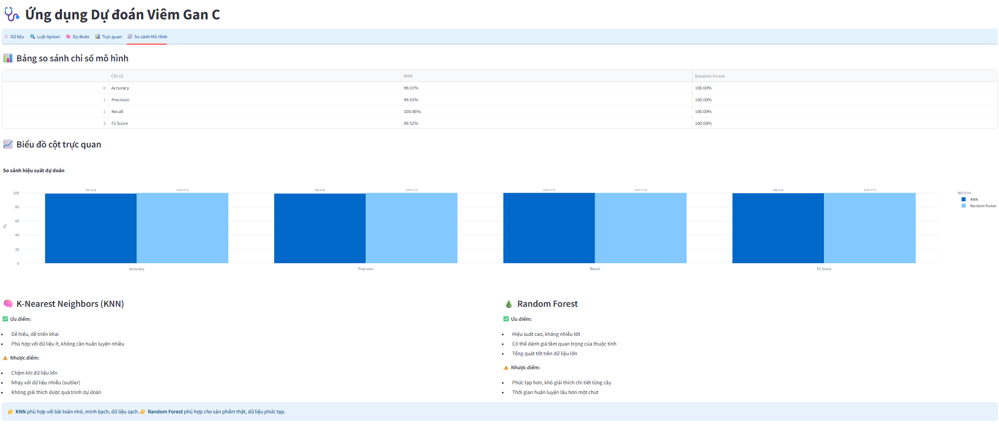 Ứng dụng Dự đoán Viêm Gan C
Dữ liệu Luật Apriori Dự đoán Trực quan So sánh Mô Hình
Bảng so sánh chỉ số mô hình
Chỉ số KNN Random Forest
0 Accuracy 99.07% 100.00%
1 Precision 99.05% 100.00%
2 Recall 100.00% 100.00%
3 F1 Score 99.52% 100.00%
Biểu đồ cột trực quan
So sánh hiệu suất dự đoán
99.1% 100.0% 99.0% 100.0% 100.0% 100.0% 99.5% 100.0%
100
80
60
40
20
0
%
Accuracy Precision Recall F1 Score
Mô hình
KNN
Random Forest
K-Nearest Neighbors (KNN)
Ưu điểm:
Dễ hiểu, dễ triển khai
Phù hợp với dữ liệu ít, không cần huấn luyện nhiều
Nhược điểm:
Chậm khi dữ liệu lớn
Nhạy với dữ liệu nhiễu (outlier)
Không giải thích được quá trình dự đoán
Random Forest
Ưu điểm:
Hiệu suất cao, kháng nhiễu tốt
Có thể đánh giá tầm quan trọng của thuộc tính
Tổng quát tốt trên dữ liệu lớn
Nhược điểm:
Phức tạp hơn, khó giải thích chi tiết từng cây
Thời gian huấn luyện lâu hơn một chút
KNN phù hợp với bài toán nhỏ, minh bạch, dữ liệu sạch. Random Forest phù hợp cho sản phẩm thật, dữ liệu phức tạp.